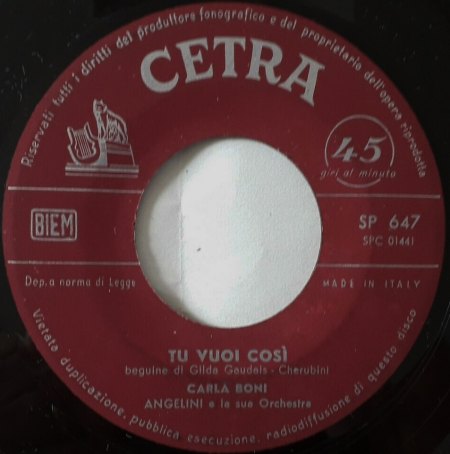 Riservati tutti i diritti del produttore fonografico e del proprietario dell'opera riprodotta
CETRA
45
giri al minuto
BIEM
SP 647
SPC 01441
Dep. a norma di Legge
MADE IN ITALY
TU VUOI COSÌ
beguine di Gilda Gaudels - Cherubini
CARLA BONI
ANGELINI e la sua Orchestra
Vietata duplicazione, pubblica esecuzione, radiodiffusione di questo disco